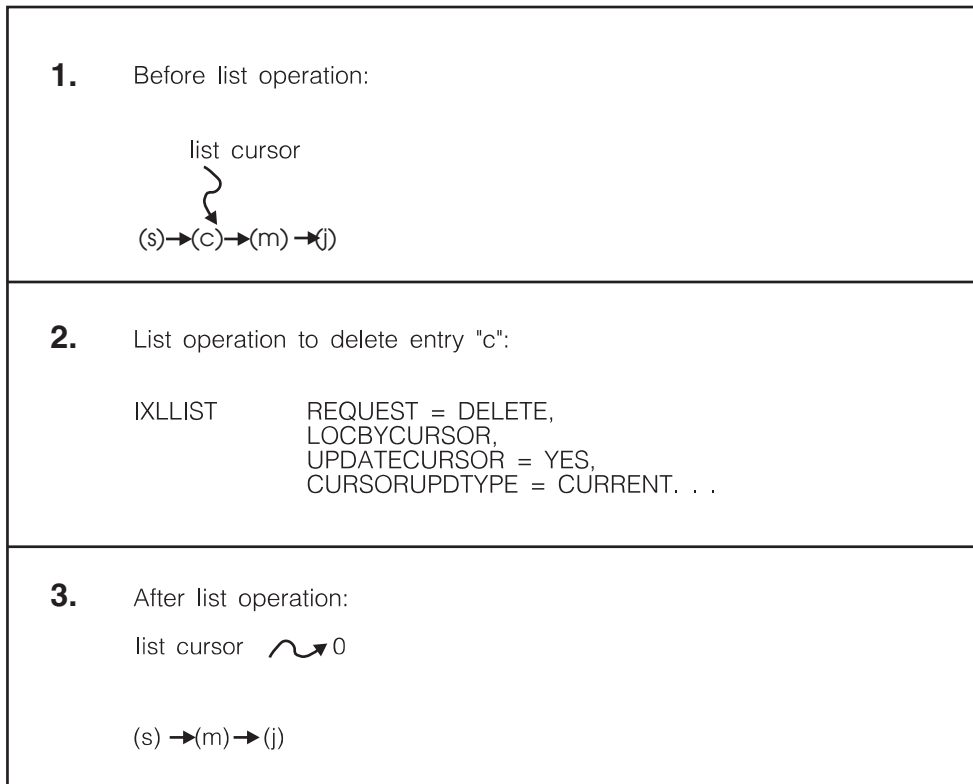 1. Before list operation:
list cursor
(s)→(c)→(m)→(j)
2. List operation to delete entry "c":
IXLLIST REQUEST = DELETE,
LOCBYCURSOR,
UPDATECURSOR = YES,
CURSORUPDTYPE = CURRENT. . .
3. After list operation:
list cursor 0
(s)→(m)→(j)